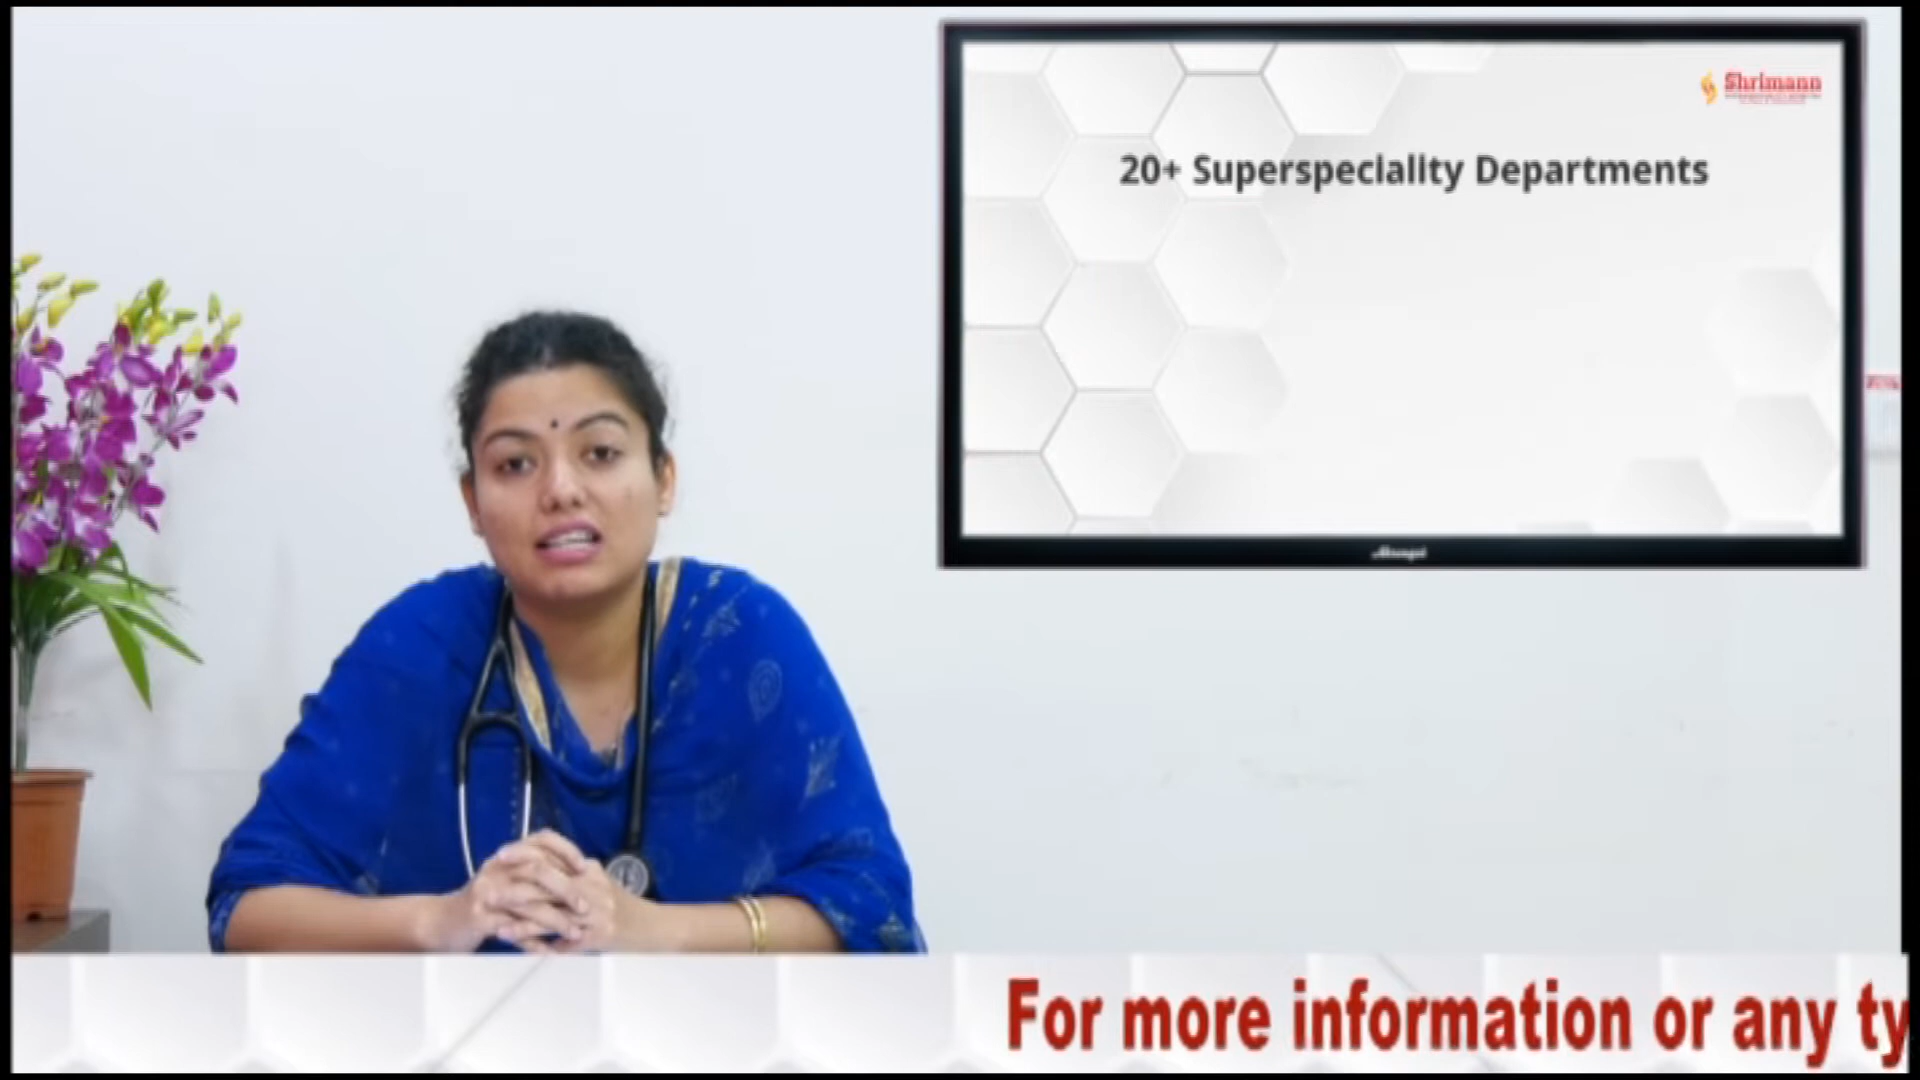 Shrimann
20+ Superspeciality Departments
For more information or any ty